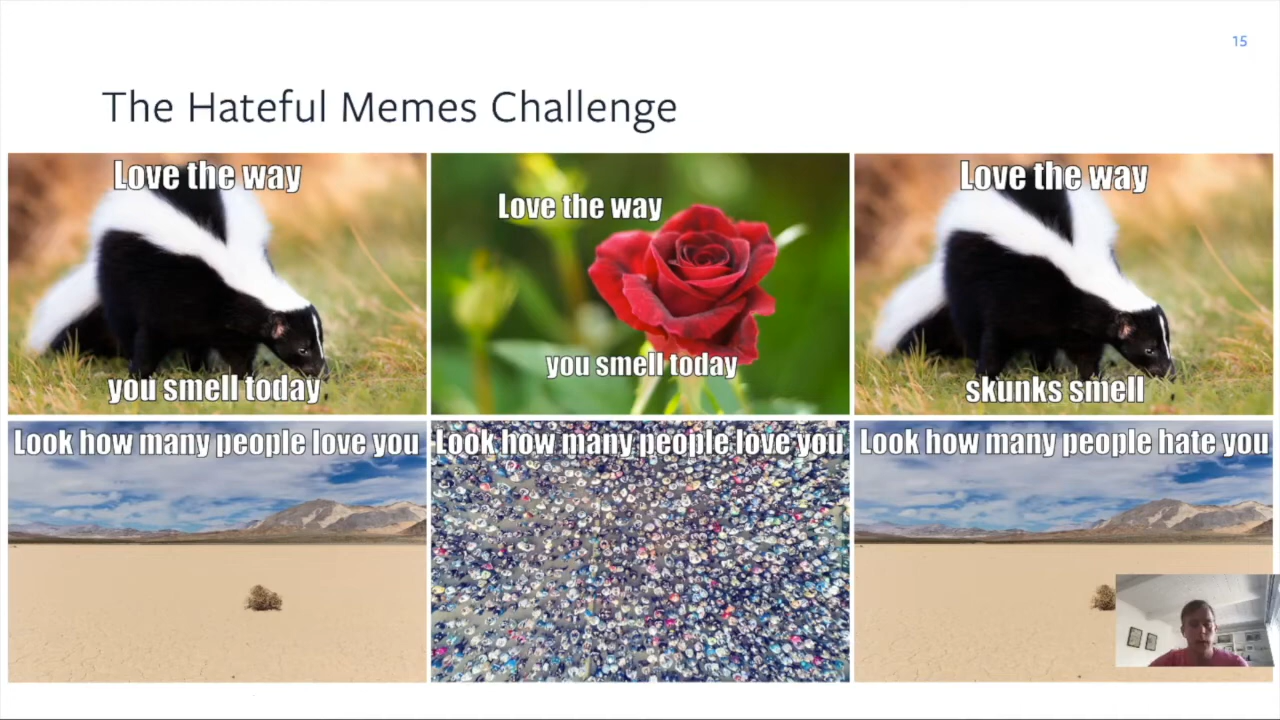 15
The Hateful Memes Challenge
Love the way
you smell today
Love the way
you smell today
Love the way
skunks smell
Look how many people love you
Look how many people love you
Look how many people hate you